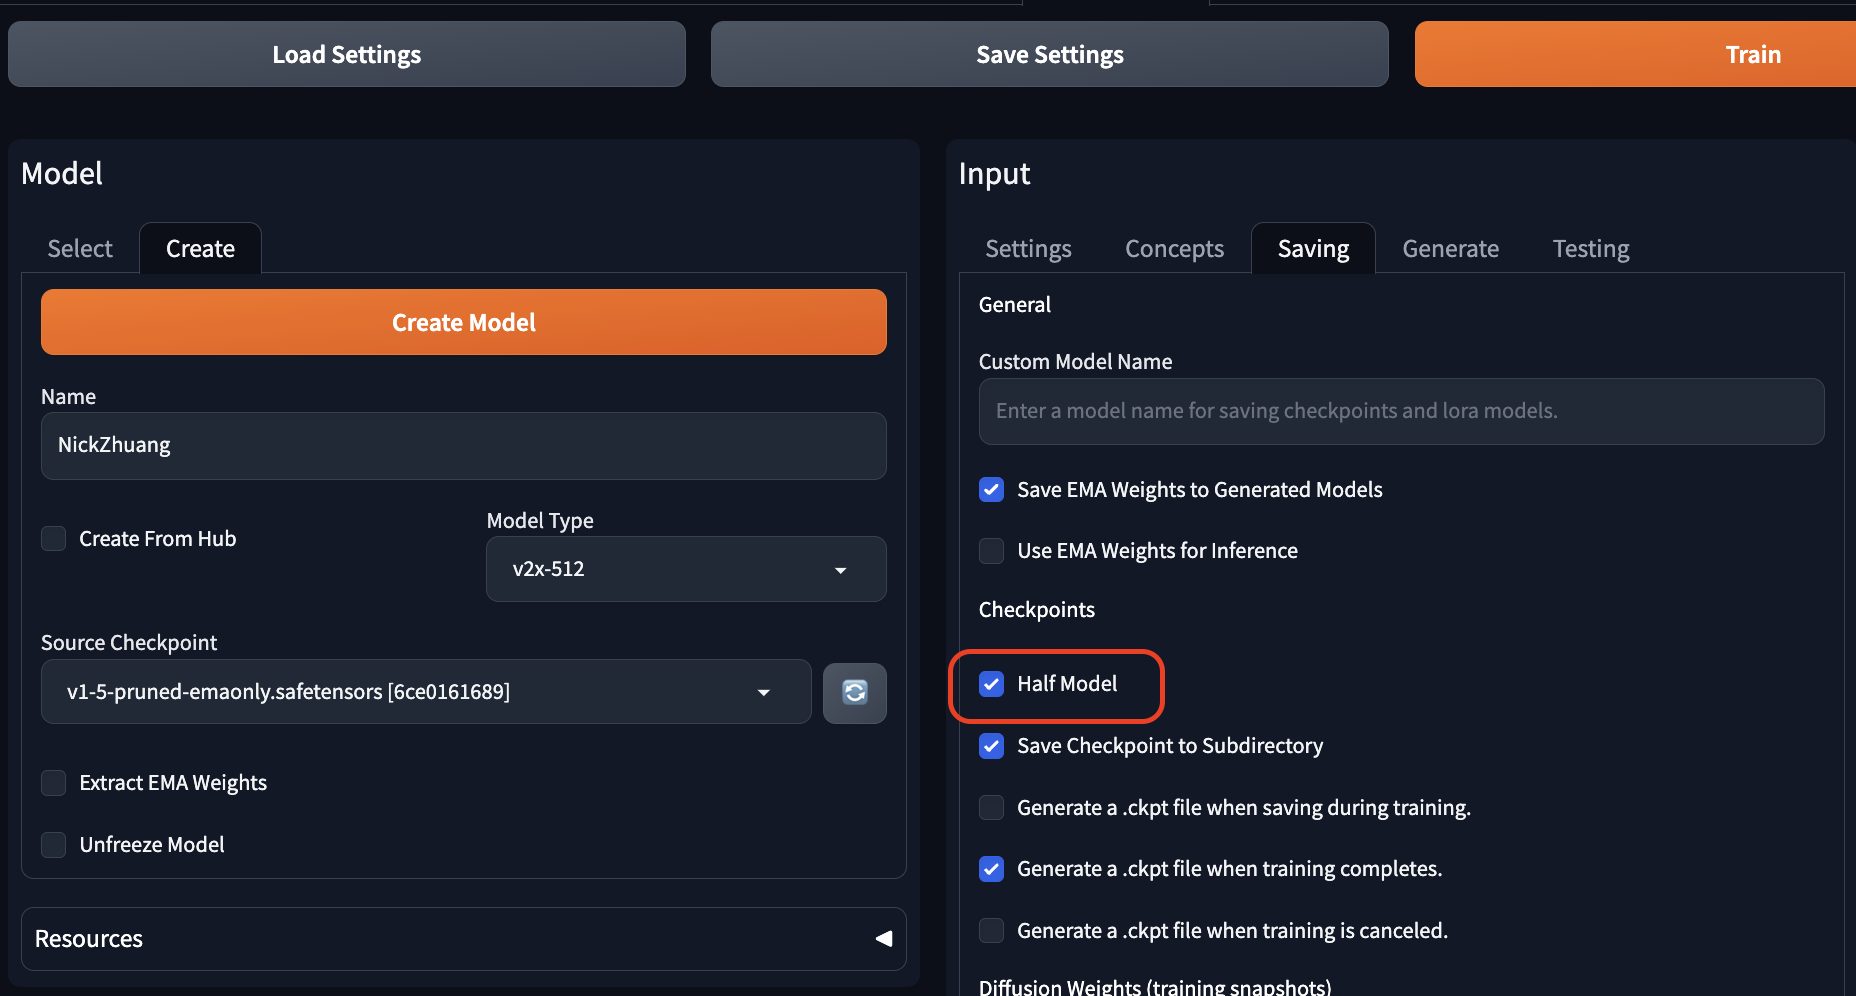 Load Settings
Save Settings
Train
Model
Select
Create
Create Model
Name
NickZhuang
Create From Hub
Model Type
v2x-512
Source Checkpoint
v1-5-pruned-emaonly.safetensors [6ce0161689]
Extract EMA Weights
Unfreeze Model
Resources
Input
Settings
Concepts
Saving
Generate
Testing
General
Custom Model Name
Enter a model name for saving checkpoints and lora models.
Save EMA Weights to Generated Models
Use EMA Weights for Inference
Checkpoints
Half Model
Save Checkpoint to Subdirectory
Generate a .ckpt file when saving during training.
Generate a .ckpt file when training completes.
Generate a .ckpt file when training is canceled.
Diffusion Weights (training snapshots)